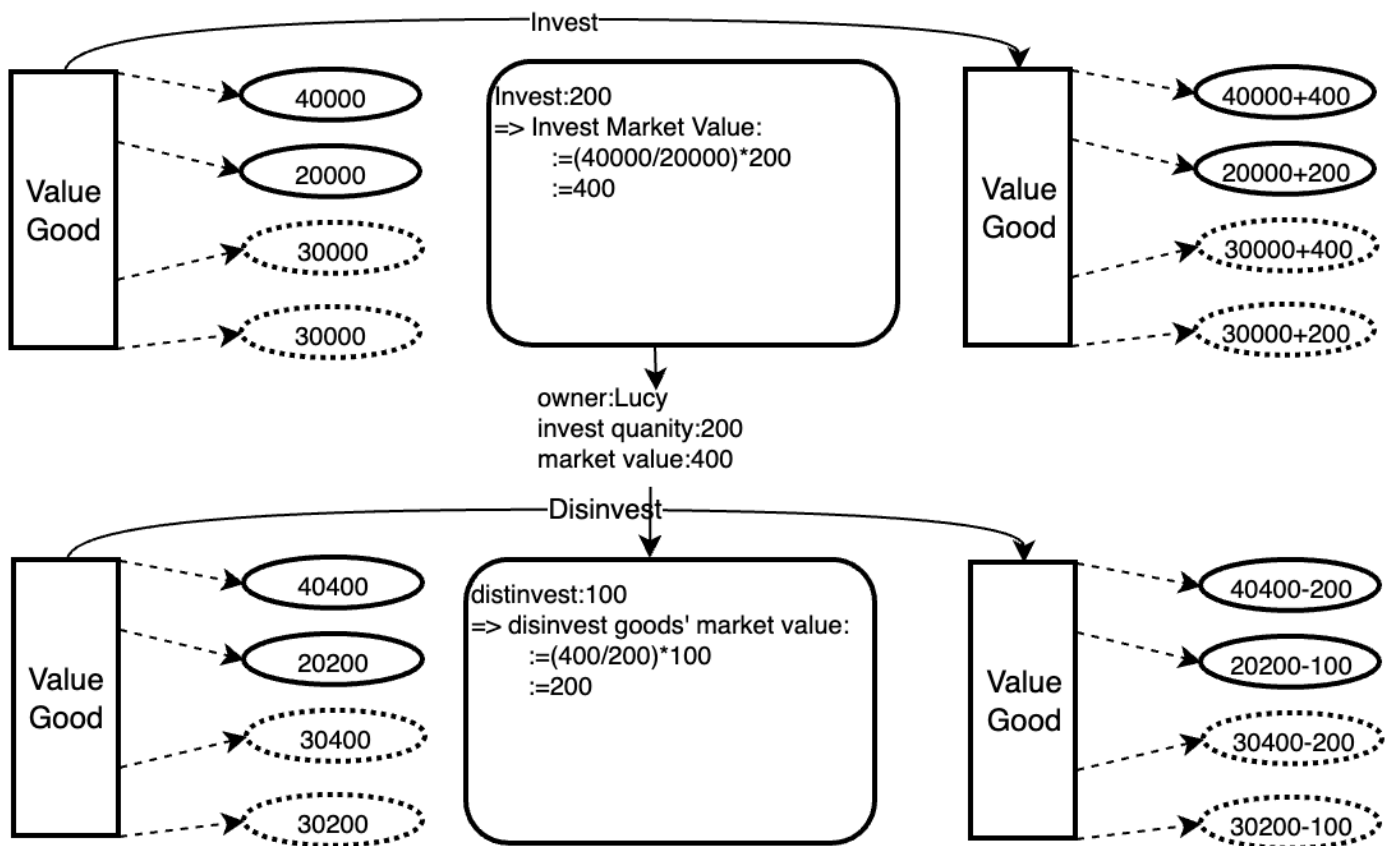 Invest
Value
Good
40000
20000
30000
30000
Invest:200
=> Invest Market Value:
:=(40000/20000)*200
:=400
Value
Good
40000+400
20000+200
30000+400
30000+200
owner:Lucy
invest quanity:200
market value:400
Disinvest
Value
Good
40400
20200
30400
30200
distinvest:100
=> disinvest goods' market value:
:=(400/200)*100
:=200
Value
Good
40400-200
20200-100
30400-200
30200-100